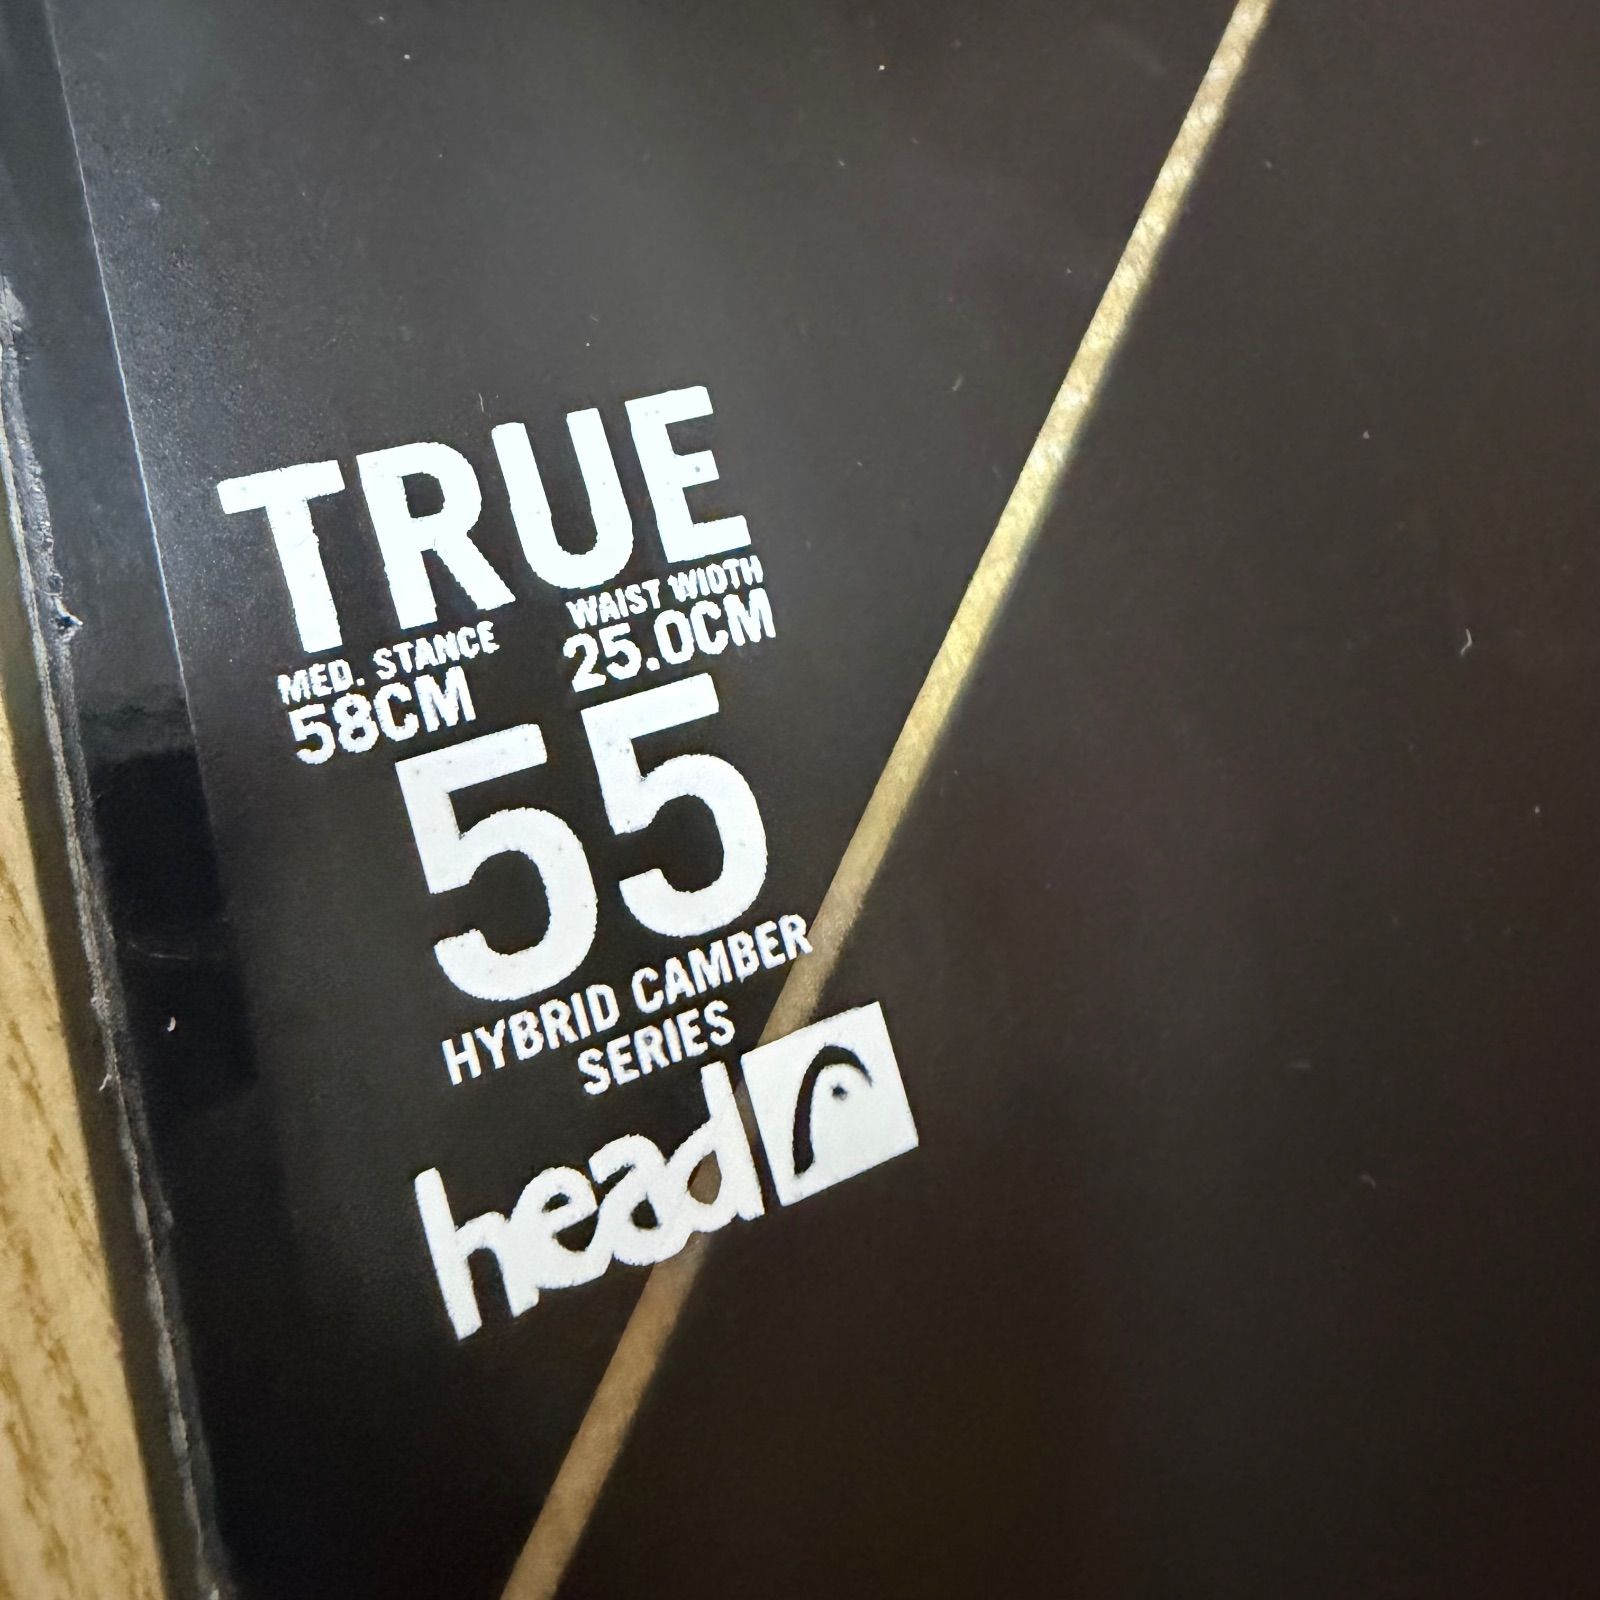 TRUE
MED. STANCE
58CM
WAIST WIDTH
25.0CM
55
HYBRID CAMBER
SERIES
head